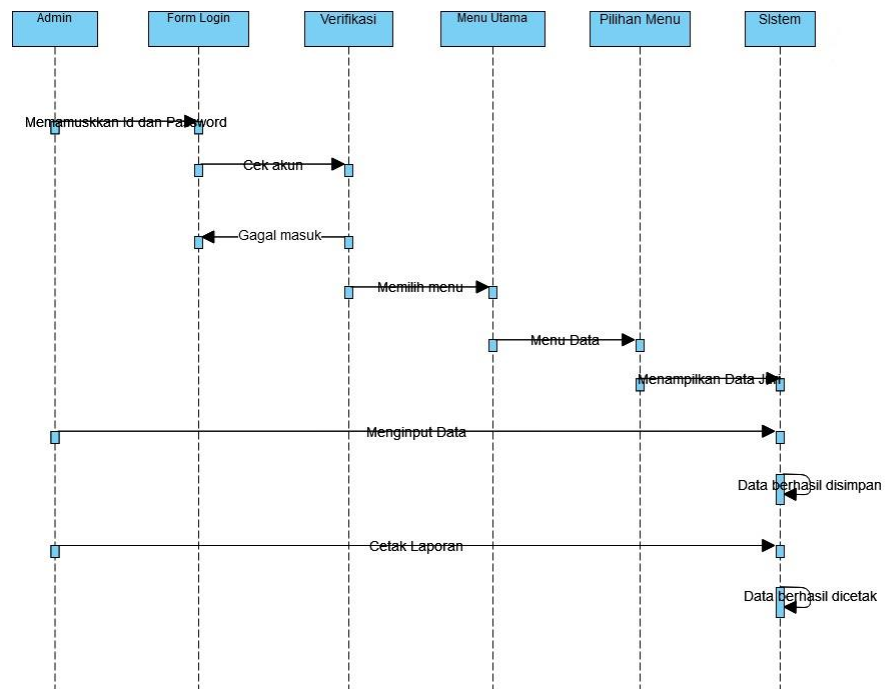 Admin
Form Login
Verifikasi
Menu Utama
Pilihan Menu
SIstem
Memamuskkan Id dan Password
Cek akun
Gagal masuk
Memilih menu
Menu Data
Menampilkan Data
Menginput Data
Data berhasil disimpan
Cetak Laporan
Data berhasil dicetak